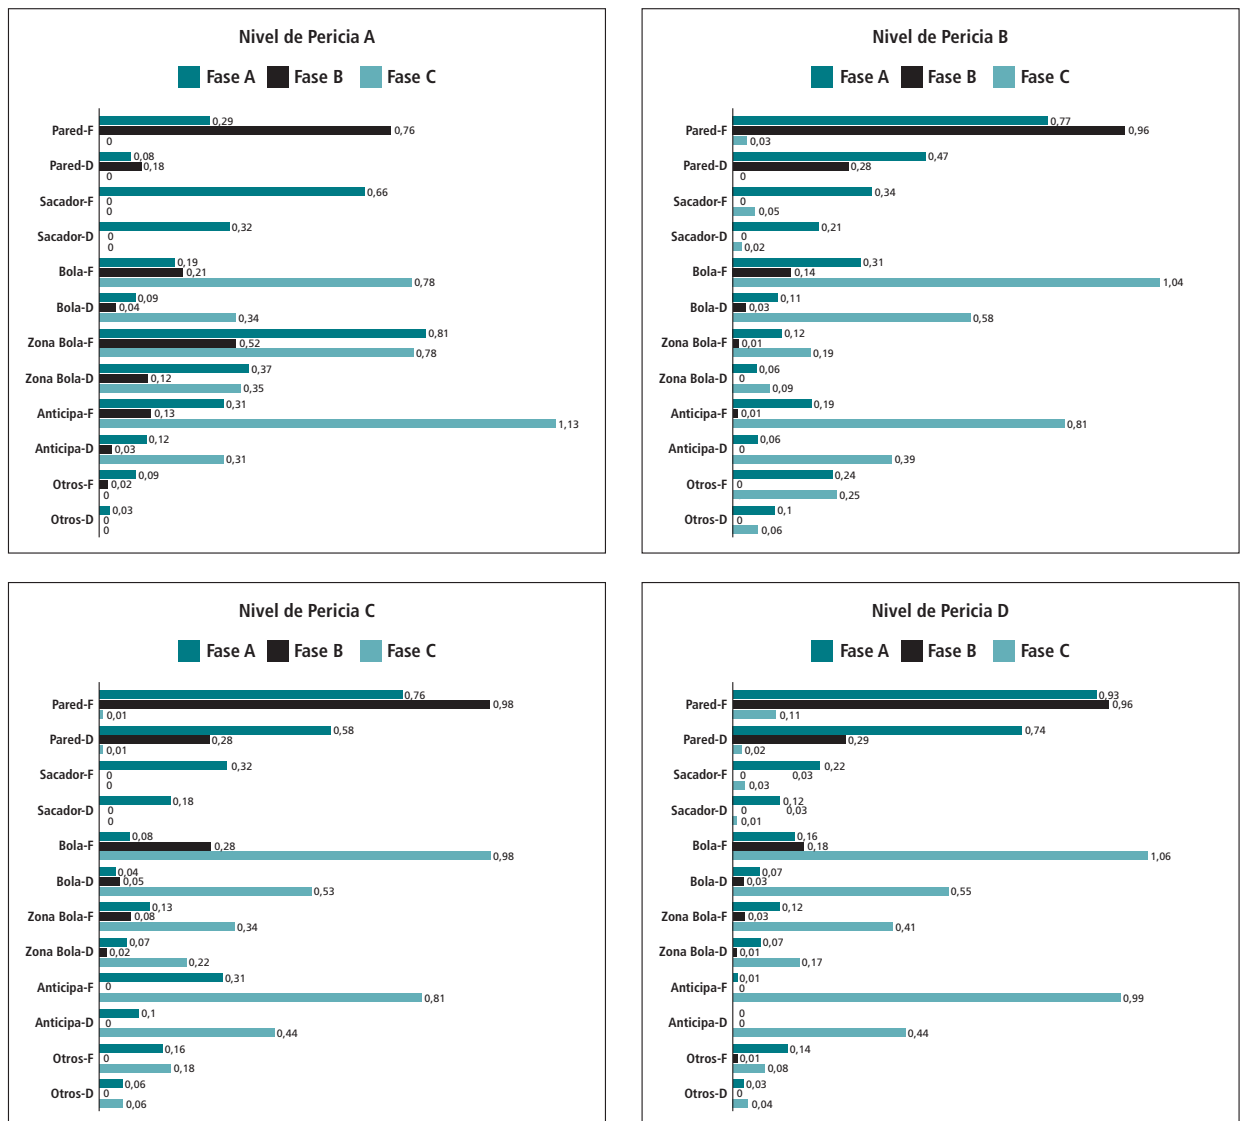 Nivel de Pericia A
Fase A Fase B Fase C
Pared-F 0,29 0,76 0
Pared-D 0,08 0,18 0
Sacador-F 0,66 0 0
Sacador-D 0,32 0 0
Bola-F 0,19 0,21 0,78
Bola-D 0,09 0,04 0,34
Zona Bola-F 0,81 0,52 0,78
Zona Bola-D 0,37 0,12 0,35
Anticipa-F 0,31 0,13 1,13
Anticipa-D 0,12 0,03 0,31
Otros-F 0,09 0,02 0
Otros-D 0,03 0 0
Nivel de Pericia B
Fase A Fase B Fase C
Pared-F 0,77 0,96 0,03
Pared-D 0,47 0,28 0
Sacador-F 0,34 0 0,05
Sacador-D 0,21 0 0,02
Bola-F 0,31 0,14 1,04
Bola-D 0,11 0,03 0,58
Zona Bola-F 0,12 0,01 0,19
Zona Bola-D 0,06 0 0,09
Anticipa-F 0,19 0,01 0,81
Anticipa-D 0,06 0 0,39
Otros-F 0,24 0 0,25
Otros-D 0,1 0 0,06
Nivel de Pericia C
Fase A Fase B Fase C
Pared-F 0,76 0,98 0,01
Pared-D 0,58 0,28 0,01
Sacador-F 0,32 0 0
Sacador-D 0,18 0 0
Bola-F 0,08 0,28 0,98
Bola-D 0,04 0,05 0,53
Zona Bola-F 0,13 0,08 0,34
Zona Bola-D 0,07 0,02 0,22
Anticipa-F 0,31 0 0,81
Anticipa-D 0,1 0 0,44
Otros-F 0,16 0 0,18
Otros-D 0,06 0 0,06
Nivel de Pericia D
Fase A Fase B Fase C
Pared-F 0,93 0,96 0,11
Pared-D 0,74 0,29 0,02
Sacador-F 0,22 0 0,03 0,03
Sacador-D 0,12 0 0,03 0,01
Bola-F 0,16 0,18 1,06
Bola-D 0,07 0,03 0,55
Zona Bola-F 0,12 0,03 0,41
Zona Bola-D 0,07 0,01 0,17
Anticipa-F 0,01 0 0,99
Anticipa-D 0 0 0,44
Otros-F 0,14 0,01 0,08
Otros-D 0,03 0 0,04